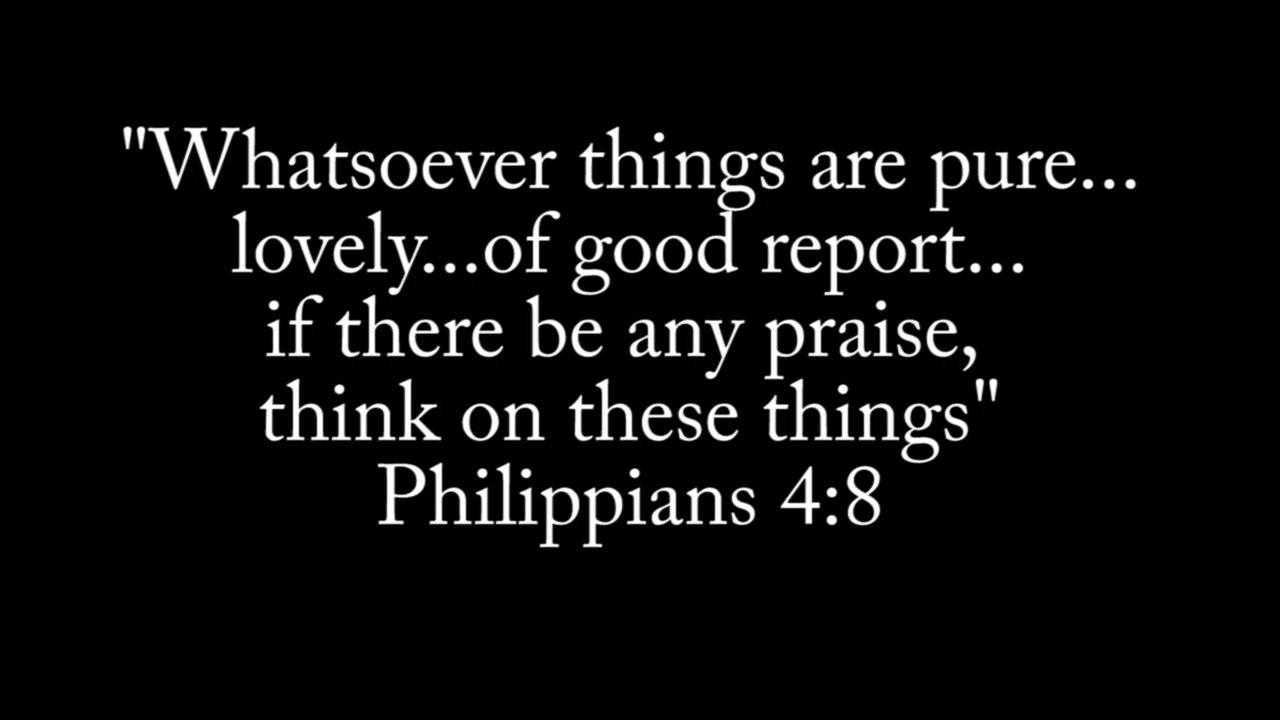 "Whatsoever things are pure...
lovely...of good report...
if there be any praise,
think on these things"
Philippians 4:8